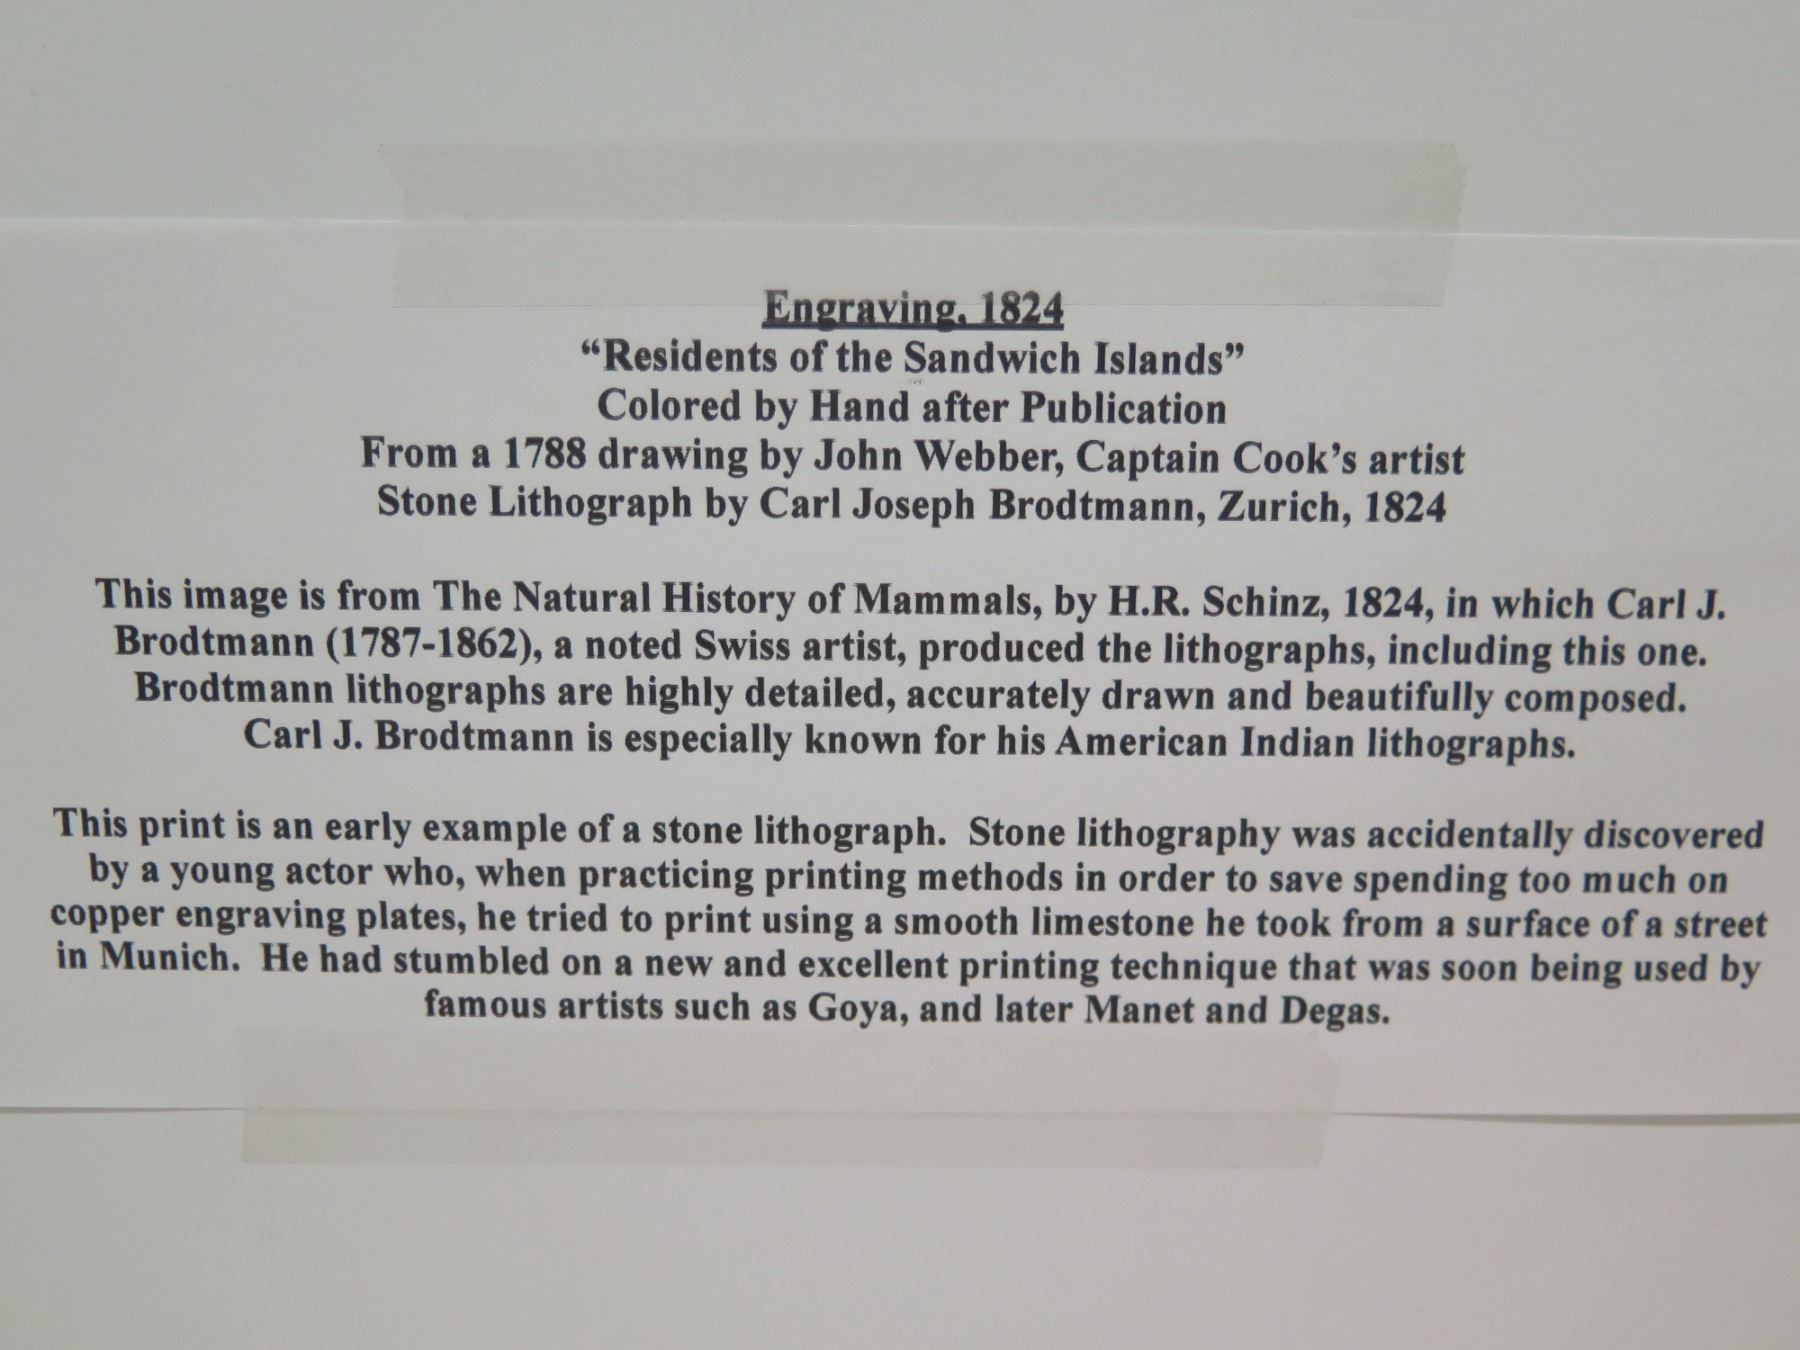 Engraving, 1824
“Residents of the Sandwich Islands”
Colored by Hand after Publication
From a 1788 drawing by John Webber, Captain Cook’s artist
Stone Lithograph by Carl Joseph Brodtmann, Zurich, 1824
This image is from The Natural History of Mammals, by H.R. Schinz, 1824, in which Carl J.
Brodtmann (1787-1862), a noted Swiss artist, produced the lithographs, including this one.
Brodtmann lithographs are highly detailed, accurately drawn and beautifully composed.
Carl J. Brodtmann is especially known for his American Indian lithographs.
This print is an early example of a stone lithograph.  Stone lithography was accidentally discovered
by a young actor who, when practicing printing methods in order to save spending too much on
copper engraving plates, he tried to print using a smooth limestone he took from a surface of a street
in Munich.  He had stumbled on a new and excellent printing technique that was soon being used by
famous artists such as Goya, and later Manet and Degas.